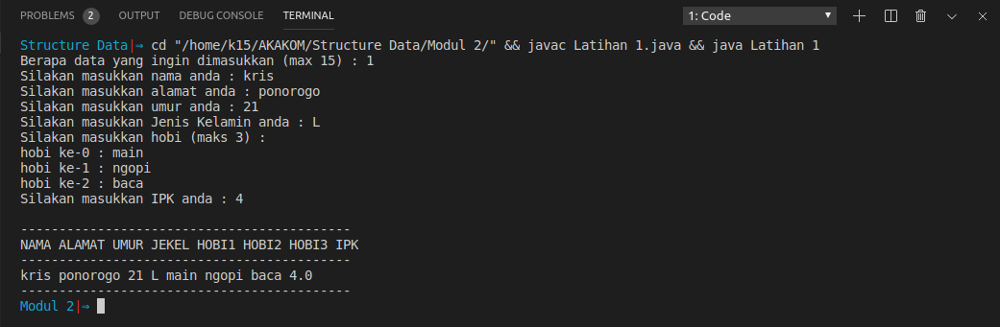 PROBLEMS 2 OUTPUT DEBUG CONSOLE TERMINAL 1: Code
Structure Data|⇒ cd "/home/k15/AKAKOM/Structure Data/Modul 2/" && javac Latihan 1.java && java Latihan 1
Berapa data yang ingin dimasukkan (max 15) : 1
Silakan masukkan nama anda : kris
Silakan masukkan alamat anda : ponorogo
Silakan masukkan umur anda : 21
Silakan masukkan Jenis Kelamin anda : L
Silakan masukkan hobi (maks 3) :
hobi ke-0 : main
hobi ke-1 : ngopi
hobi ke-2 : baca
Silakan masukkan IPK anda : 4
-------------------------------------------
NAMA ALAMAT UMUR JEKEL HOBI1 HOBI2 HOBI3 IPK
-------------------------------------------
kris ponorogo 21 L main ngopi baca 4.0
-------------------------------------------
Modul 2|⇒